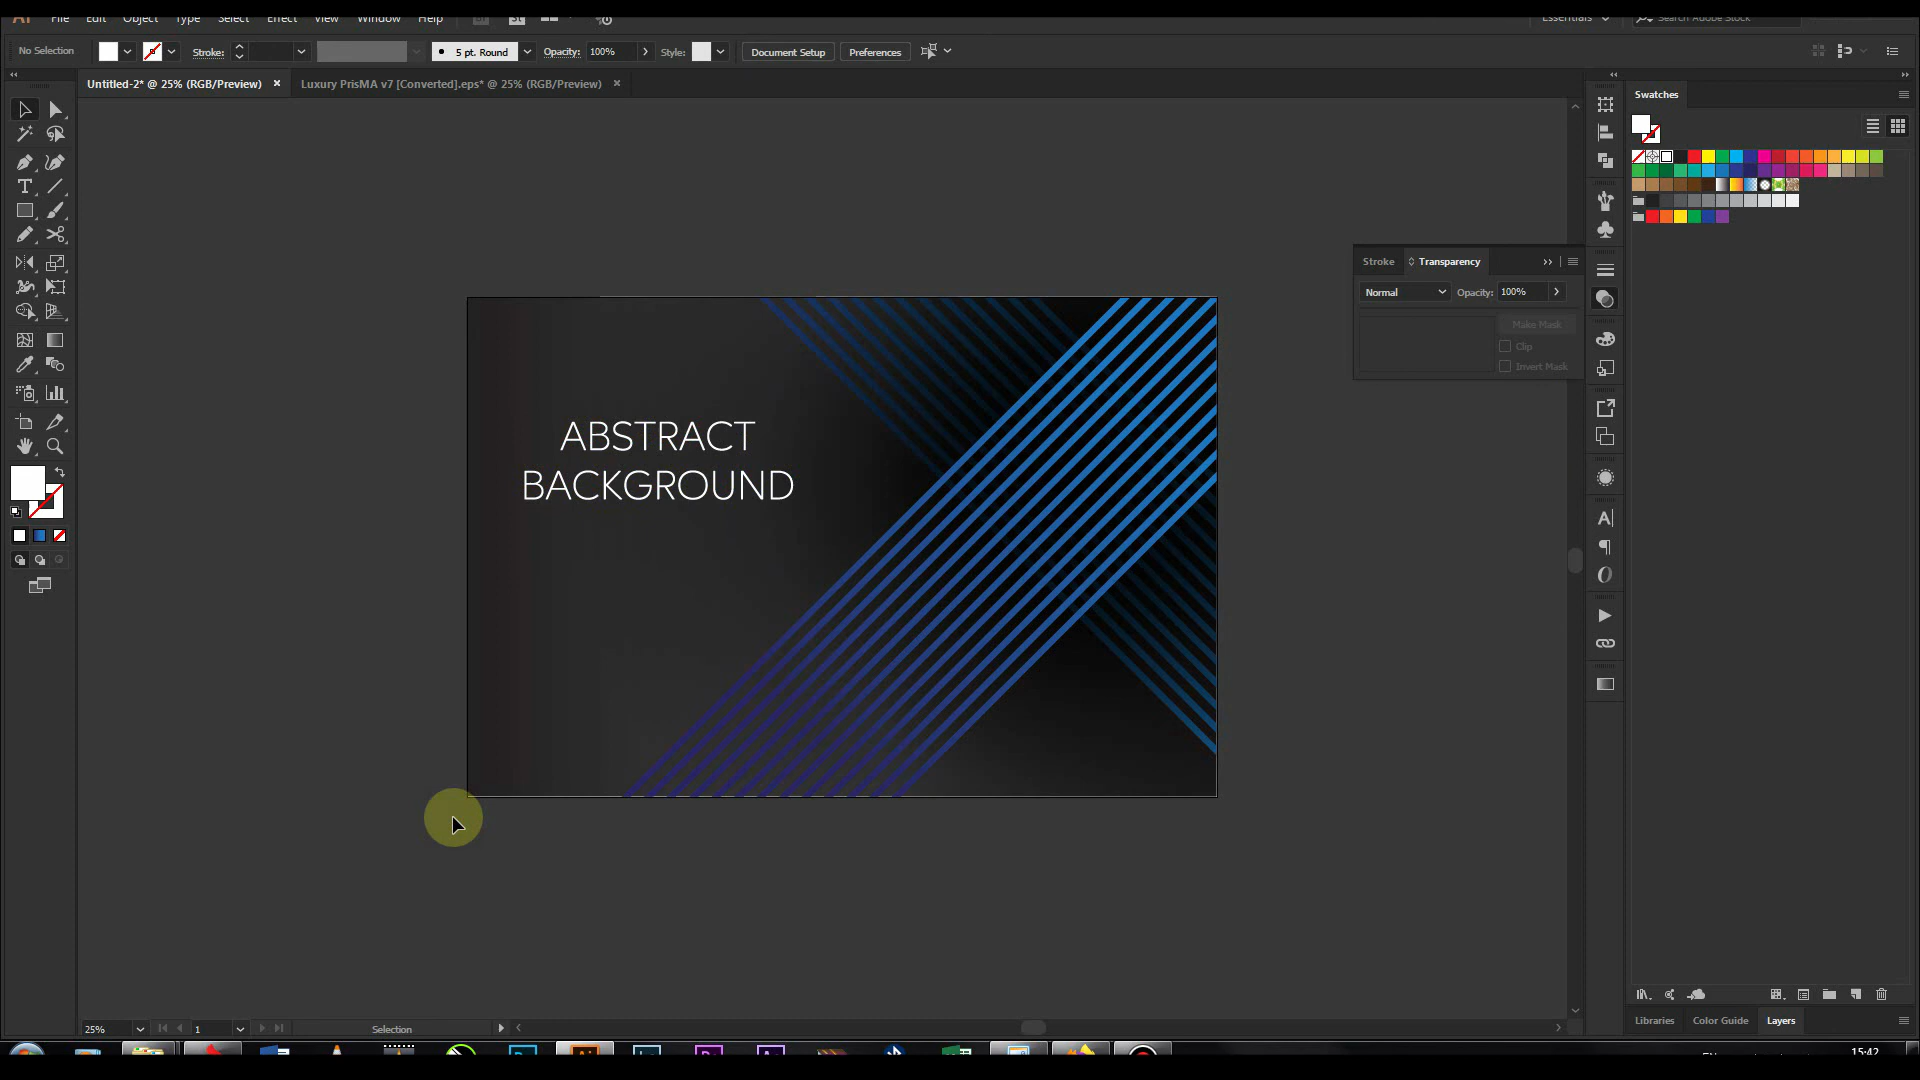 File Edit Object Type Select Effect View Window Help Essentials Search Adobe Stock
No Selection Stroke: 5 pt. Round Opacity: 100% Style: Document Setup Preferences
Untitled-2* @ 25% (RGB/Preview) Luxury PrisMA v7 [Converted].eps* @ 25% (RGB/Preview)
Swatches
Stroke Transparency
Normal Opacity: 100%
Make Mask
Clip
Invert Mask
ABSTRACT
BACKGROUND
25% 1 Selection
Libraries Color Guide Layers
15:42